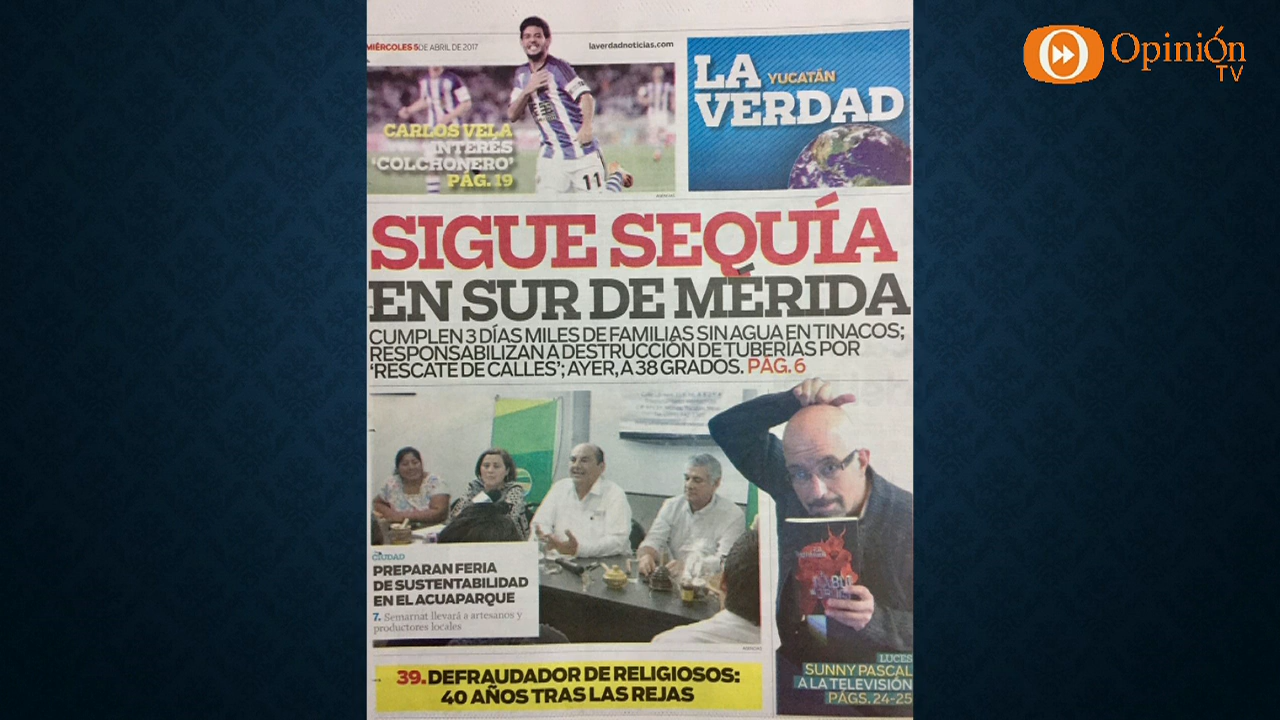 Opinión
TV
MIÉRCOLES 5 DE ABRIL DE 2017
laverdadnoticias.com
CARLOS VELA
INTERÉS
‘COLCHONERO’
PÁG. 19
11
LA
YUCATÁN
VERDAD
SIGUE SEQUÍA
EN SUR DE MÉRIDA
CUMPLEN 3 DÍAS MILES DE FAMILIAS SIN AGUA EN TINACOS;
RESPONSABILIZAN A DESTRUCCIÓN DE TUBERIAS POR
‘RESCATE DE CALLES’; AYER, A 38 GRADOS. PÁG. 6
CIUDAD
PREPARAN FERIA
DE SUSTENTABILIDAD
EN EL ACUAPARQUE
7. Semarnat llevará a artesanos y
productores locales
39. DEFRAUDADOR DE RELIGIOSOS:
40 AÑOS TRAS LAS REJAS
LUCES
SUNNY PASCAL
A LA TELEVISIÓN
PÁGS. 24-25